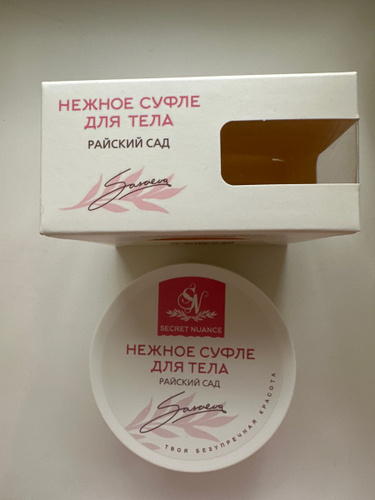 НЕЖНОЕ СУФЛЕ
ДЛЯ ТЕЛА
РАЙСКИЙ САД
SN
SECRET NUANCE
НЕЖНОЕ СУФЛЕ
ДЛЯ ТЕЛА
РАЙСКИЙ САД
ТВОЯ БЕЗУПРЕЧНАЯ КРАСОТА